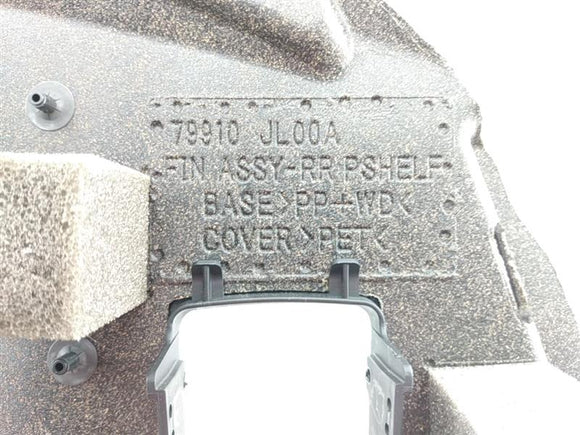 79910 JL00A
FIN ASSY-RR PSHELF
BASE>PP+WD<
COVER>PET<